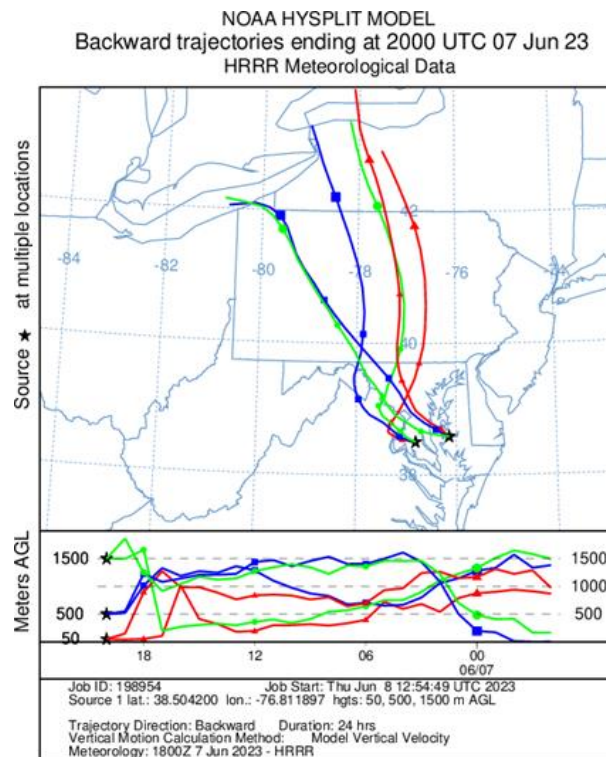 NOAA HYSPLIT MODEL
Backward trajectories ending at 2000 UTC 07 Jun 23
HRRR Meteorological Data
Source ★ at multiple locations
42
-84
-82
-80
-78
-76
-74
40
38
Meters AGL
1500
500
50
1500
1000
500
18
12
06
00
06/07
Job ID: 198954 Job Start: Thu Jun 8 12:54:49 UTC 2023
Source 1 lat.: 38.504200 lon.: -76.811897 hgts: 50, 500, 1500 m AGL
Trajectory Direction: Backward Duration: 24 hrs
Vertical Motion Calculation Method: Model Vertical Velocity
Meteorology: 1800Z 7 Jun 2023 - HRRR